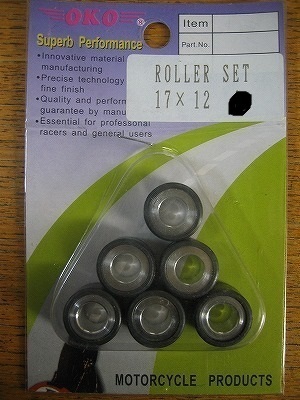 OKO ®
Superb Performance
Item
Part.No.
• Innovative material
manufacturing
• Precise technology
fine finish
• Quality and perform
guarantee by manu
• Essential for professonal
racers and general users
ROLLER SET
17×12
MOTORCYCLE PRODUCTS